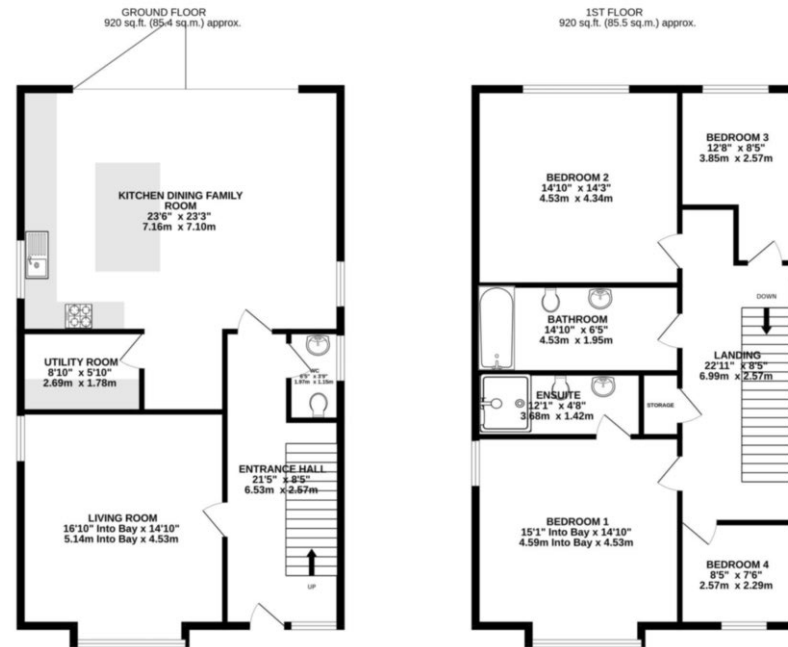 GROUND FLOOR
920 sq.ft. (85.4 sq.m.) approx.
KITCHEN DINING FAMILY
ROOM
23'6" x 23'3"
7.16m x 7.10m
UTILITY ROOM
8'10" x 5'10"
2.69m x 1.78m
WC
ENTRANCE HALL
21'5" x 8'5"
6.53m x 2.57m
LIVING ROOM
16'10" Into Bay x 14'10"
5.14m Into Bay x 4.53m
UP
1ST FLOOR
920 sq.ft. (85.5 sq.m.) approx.
BEDROOM 3
12'8" x 8'5"
3.85m x 2.57m
BEDROOM 2
14'10" x 14'3"
4.53m x 4.34m
DOWN
BATHROOM
14'10" x 6'5"
4.53m x 1.95m
LANDING
22'11" x 8'5"
6.99m x 2.57m
ENSUITE
12'1" x 4'8"
3.68m x 1.42m
STORAGE
BEDROOM 1
15'1" Into Bay x 14'10"
4.59m Into Bay x 4.53m
BEDROOM 4
8'5" x 7'6"
2.57m x 2.29m